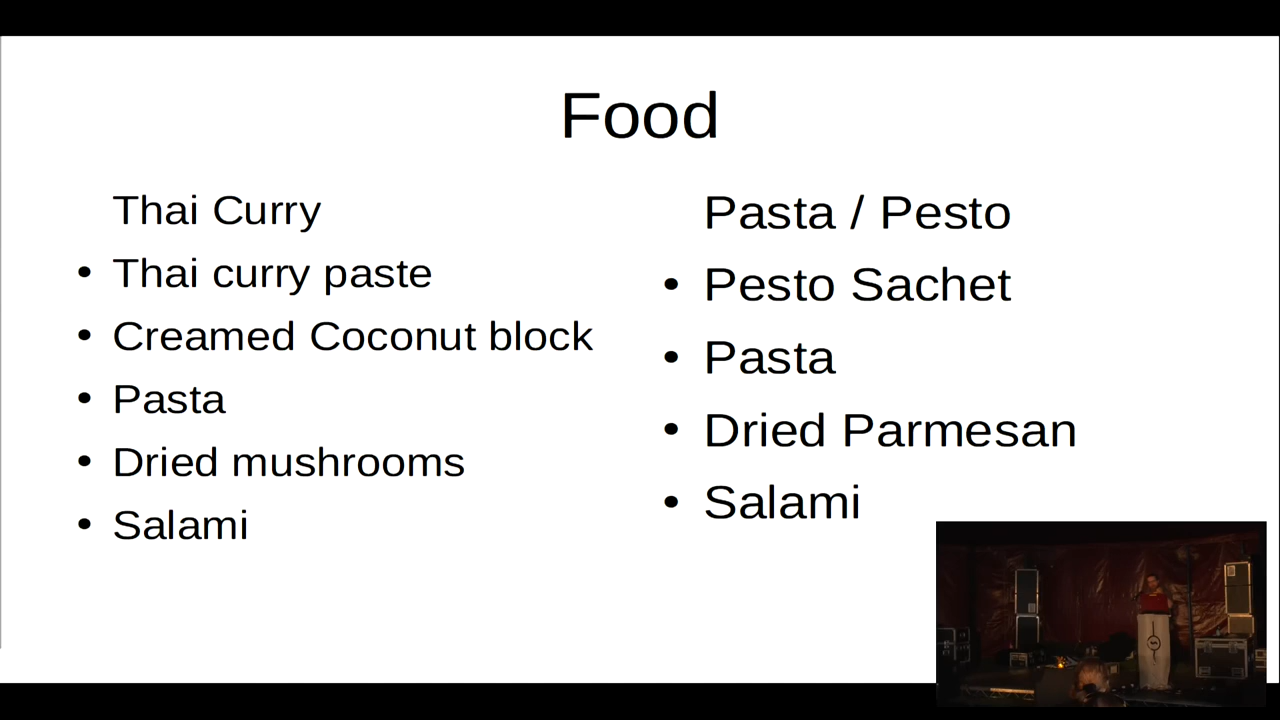 Food
Thai Curry
• Thai curry paste
• Creamed Coconut block
• Pasta
• Dried mushrooms
• Salami
Pasta / Pesto
• Pesto Sachet
• Pasta
• Dried Parmesan
• Salami